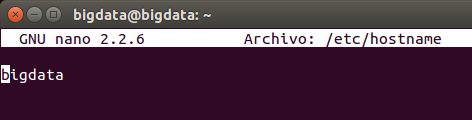 bigdata@bigdata: ~
GNU nano 2.2.6 Archivo: /etc/hostname
bigdata